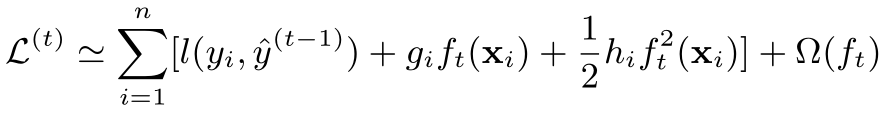 $\mathcal{L}^{(t)} \simeq \sum_{i=1}^{n} [l(y_i, \hat{y}^{(t-1)}) + g_i f_t(\mathbf{x}_i) + \frac{1}{2} h_i f_t^2(\mathbf{x}_i)] + \Omega(f_t)$